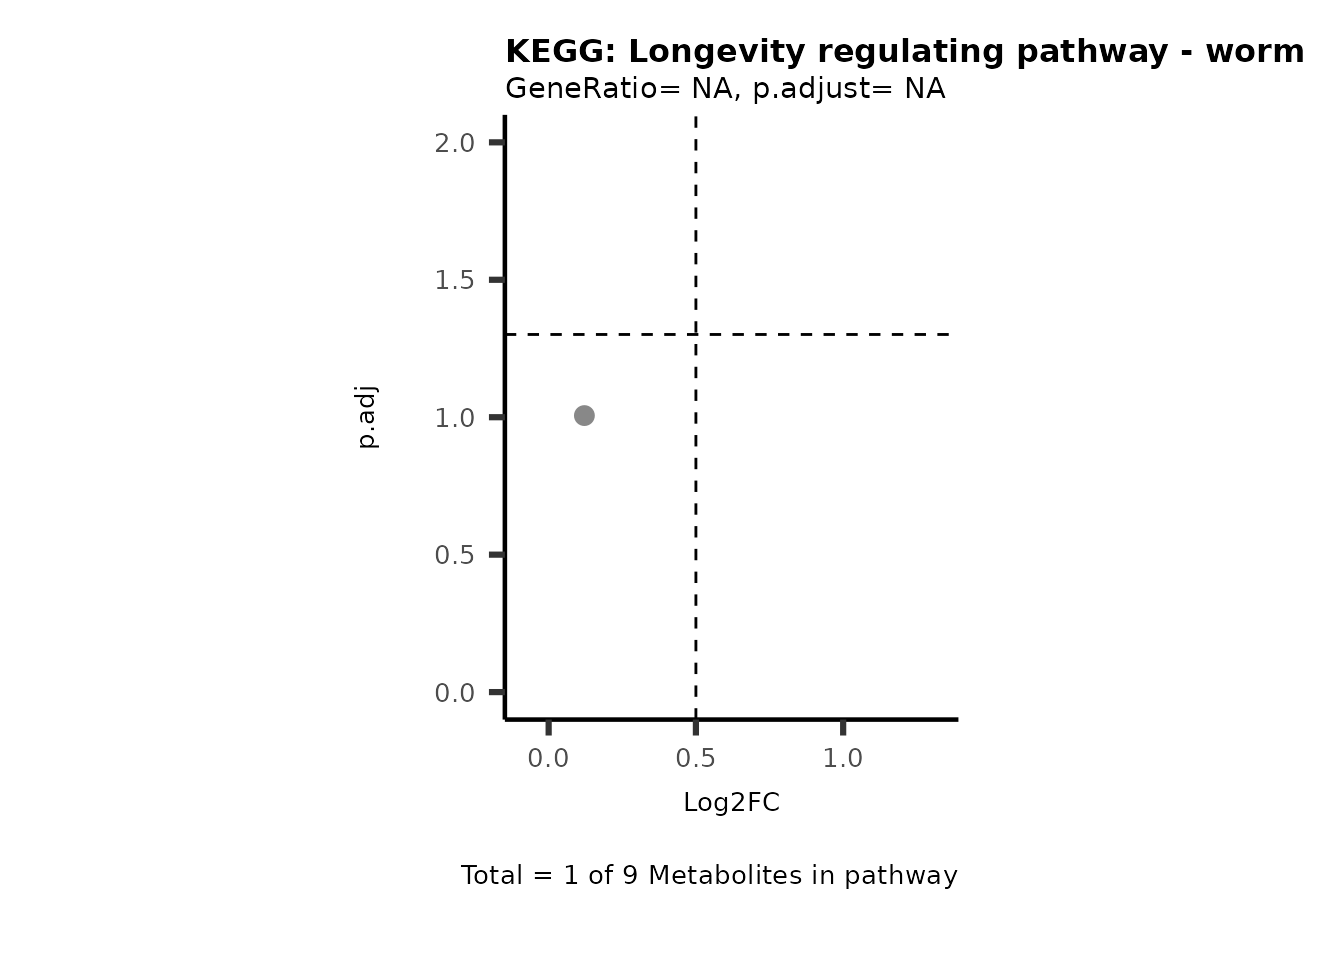 KEGG: Longevity regulating pathway - worm
GeneRatio= NA, p.adjust= NA
2.0
1.5
1.0
0.5
0.0
p.adj
0.0 0.5 1.0
Log2FC
Total = 1 of 9 Metabolites in pathway